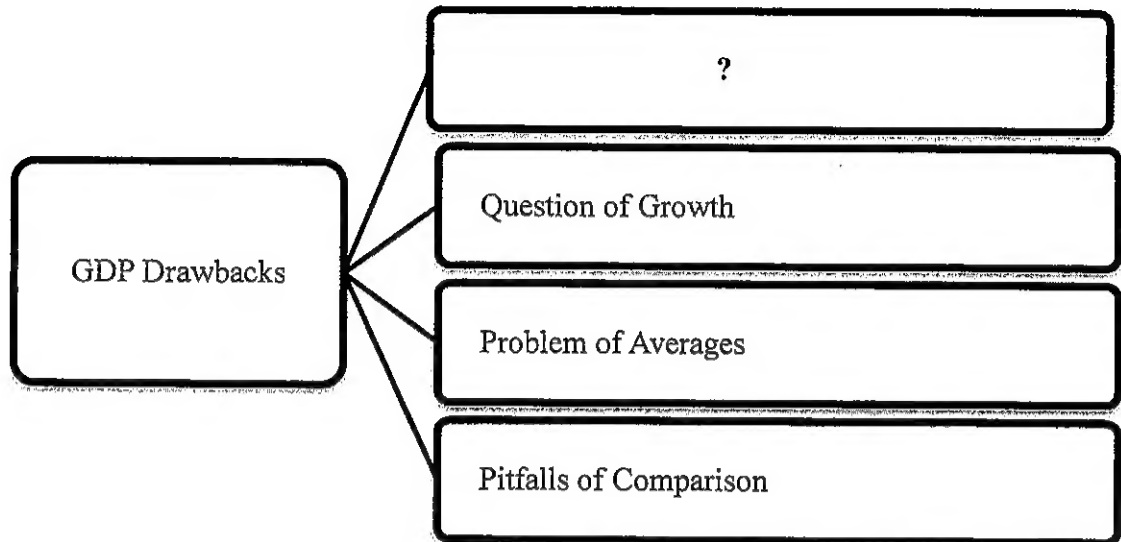 ?
Question of Growth
GDP Drawbacks
Problem of Averages
Pitfalls of Comparison